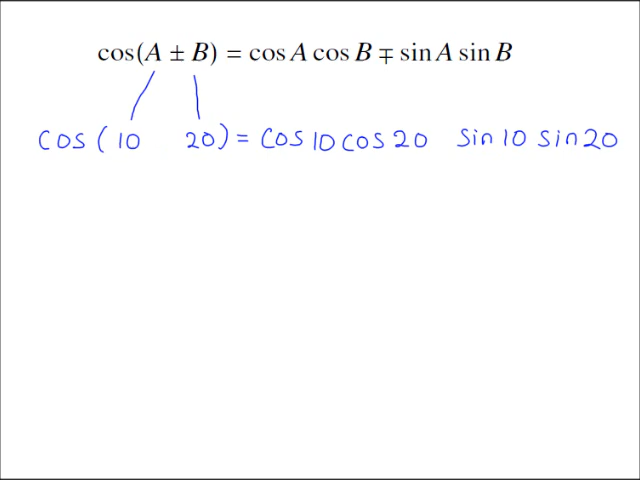 cos(A ± B) = cos A cos B ∓ sin A sin B
cos(10 20) = cos 10 cos 20 sin 10 sin 20